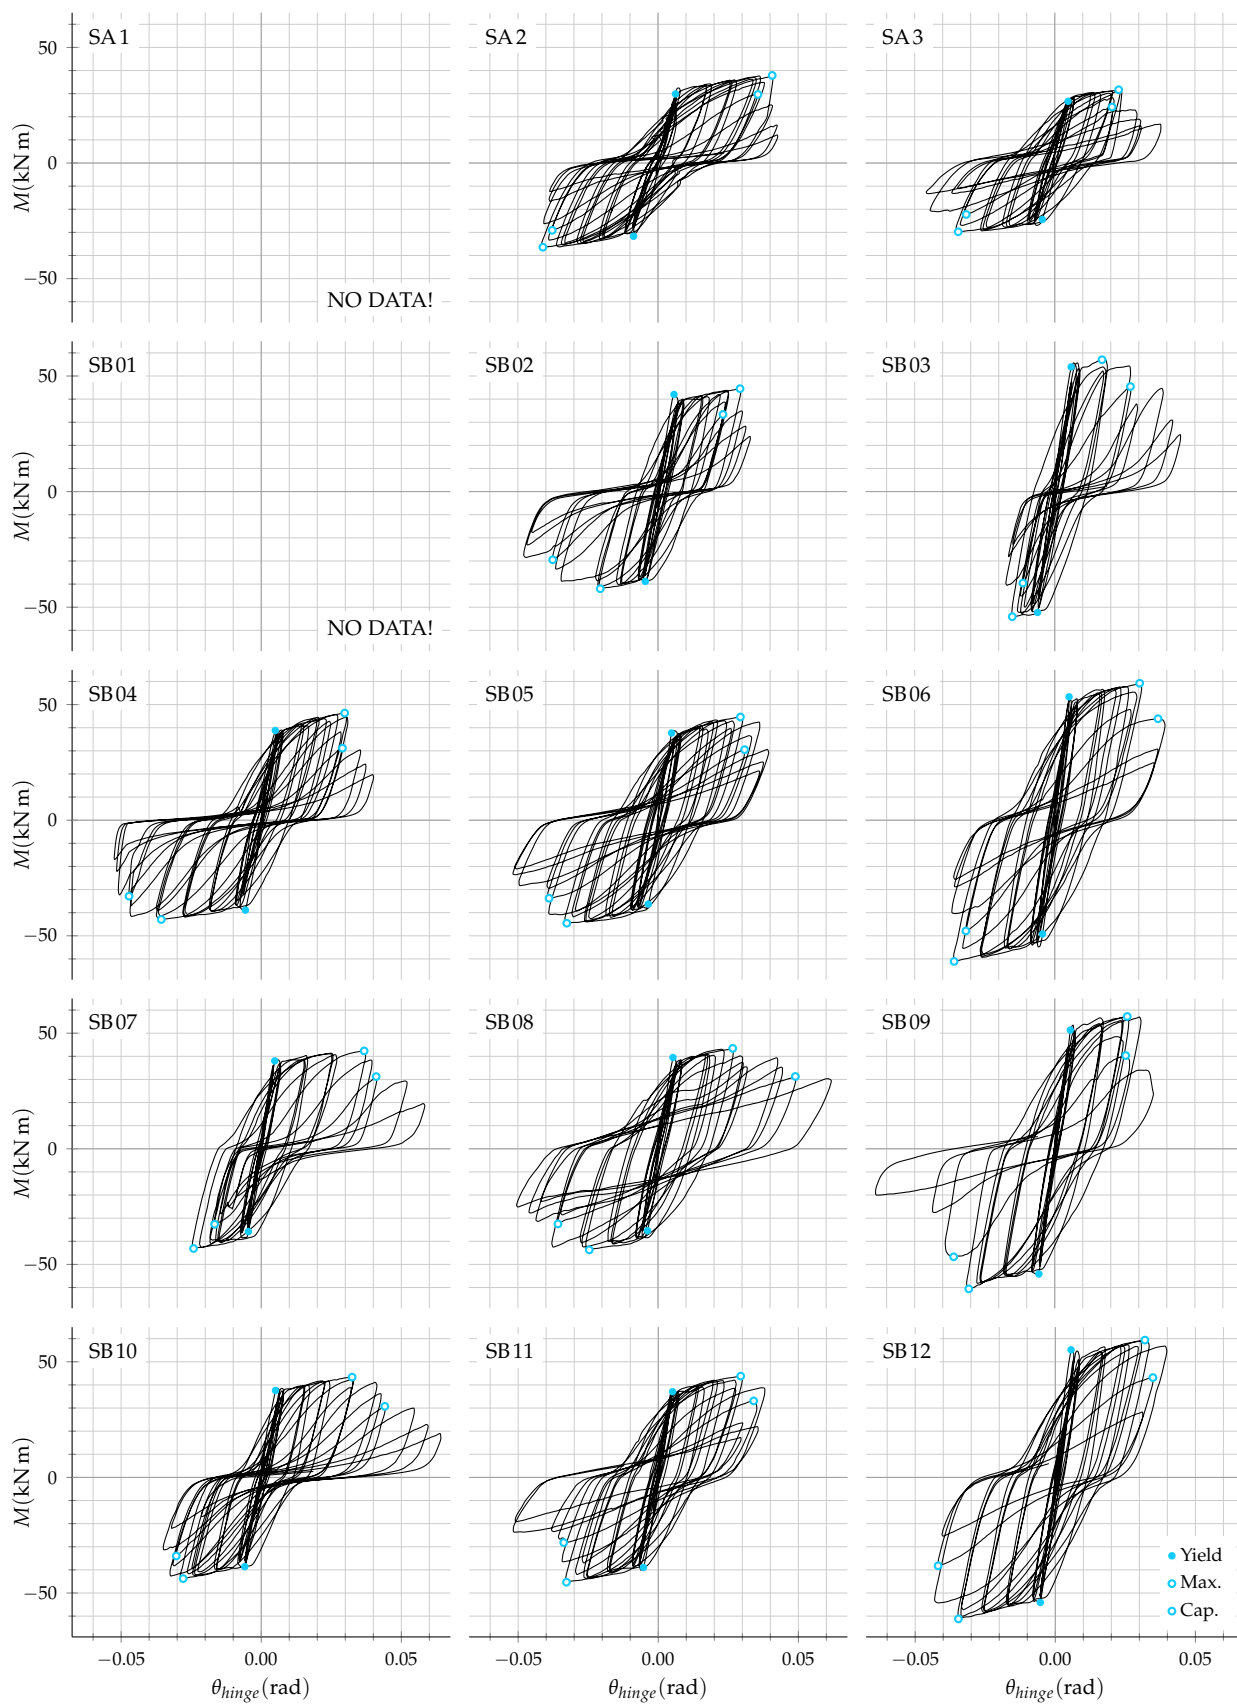 SA 1
SA 2
SA 3
50
0
−50
M(kN m)
NO DATA!
SB 01
SB 02
SB 03
50
0
−50
M(kN m)
NO DATA!
SB 04
SB 05
SB 06
50
0
−50
M(kN m)
SB 07
SB 08
SB 09
50
0
−50
M(kN m)
SB 10
SB 11
SB 12
50
0
−50
M(kN m)
Yield
Max.
Cap.
−0.05 0.00 0.05
−0.05 0.00 0.05
−0.05 0.00 0.05
θhinge(rad)
θhinge(rad)
θhinge(rad)